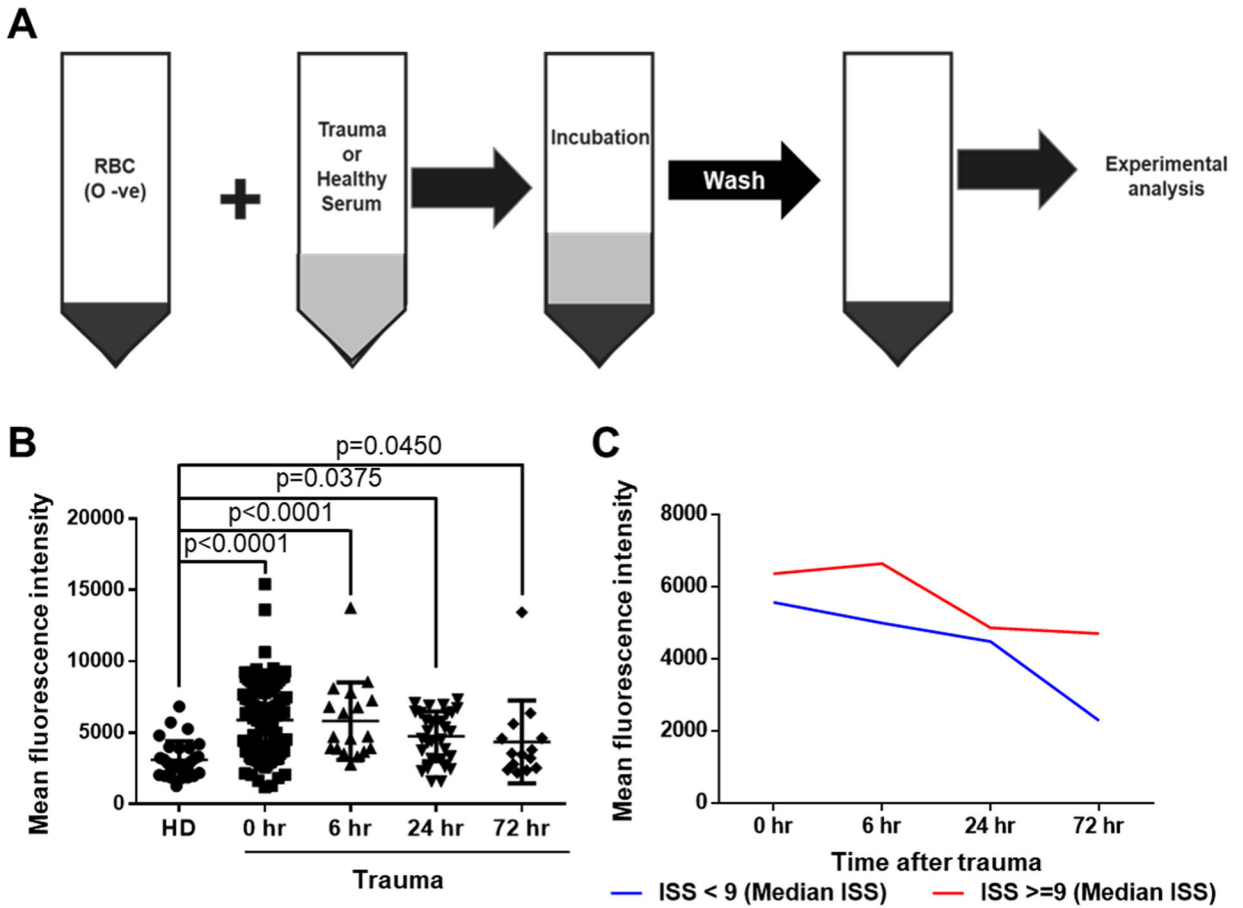 A
RBC
(O -ve)
+
Trauma
or
Healthy
Serum
Incubation
Wash
Experimental
analysis
B
p=0.0450
p=0.0375
p<0.0001
p<0.0001
Mean fluorescence intensity
20000
15000
10000
5000
0
HD
0 hr
6 hr
24 hr
72 hr
Trauma
C
Mean fluorescence intensity
8000
6000
4000
2000
0
0 hr
6 hr
24 hr
72 hr
Time after trauma
ISS < 9 (Median ISS)
ISS >=9 (Median ISS)